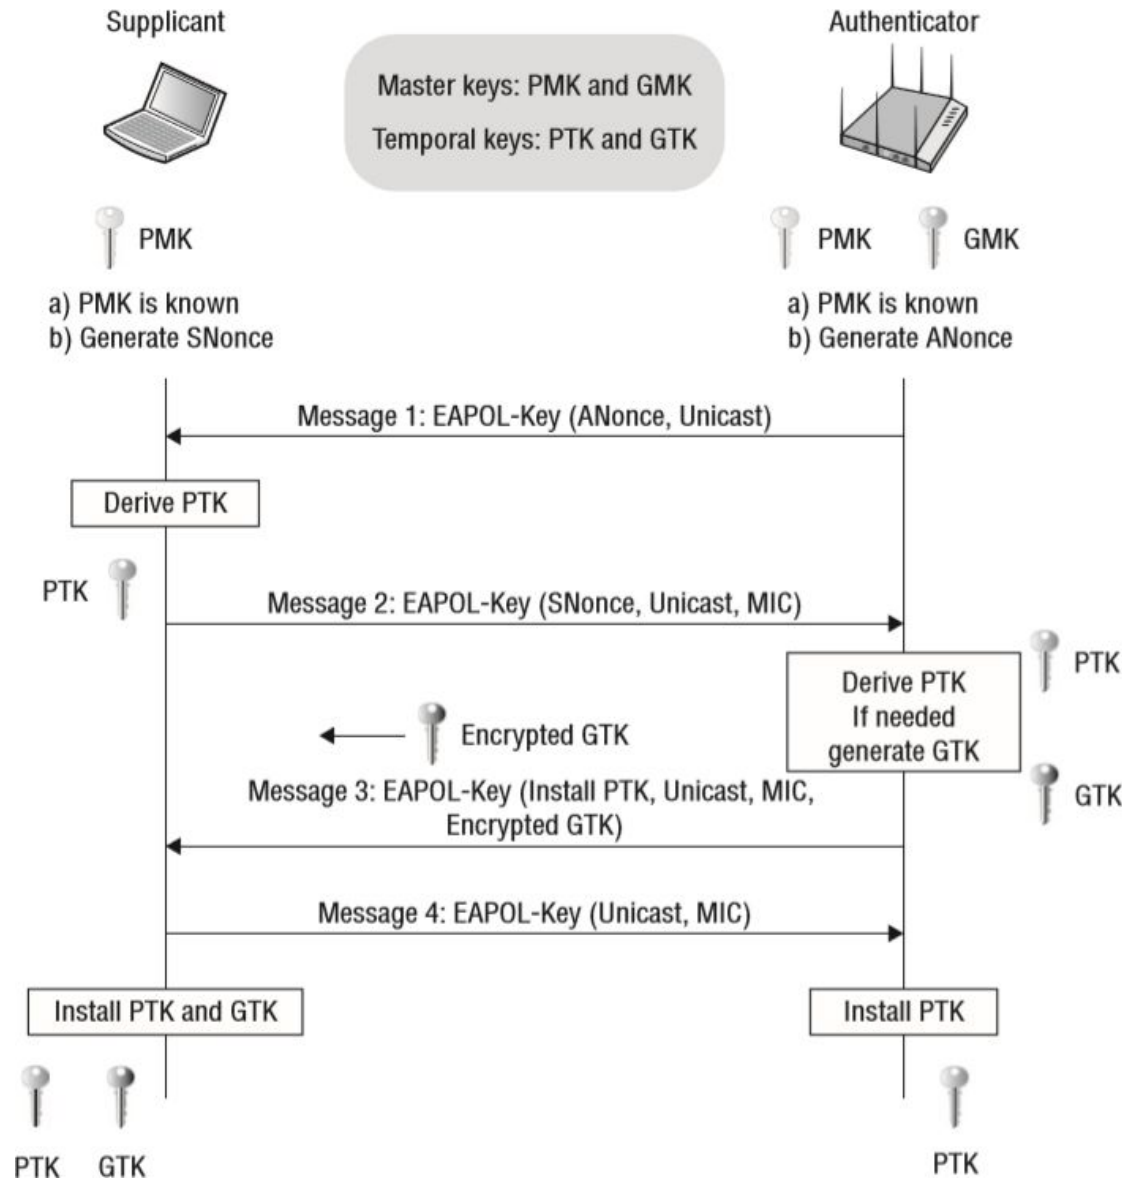 Supplicant
Authenticator
Master keys: PMK and GMK
Temporal keys: PTK and GTK
PMK
PMK
GMK
a) PMK is known
b) Generate SNonce
a) PMK is known
b) Generate ANonce
Message 1: EAPOL-Key (ANonce, Unicast)
Derive PTK
PTK
Message 2: EAPOL-Key (SNonce, Unicast, MIC)
Derive PTK
If needed
generate GTK
PTK
Encrypted GTK
GTK
Message 3: EAPOL-Key (Install PTK, Unicast, MIC,
Encrypted GTK)
Message 4: EAPOL-Key (Unicast, MIC)
Install PTK and GTK
Install PTK
PTK
GTK
PTK